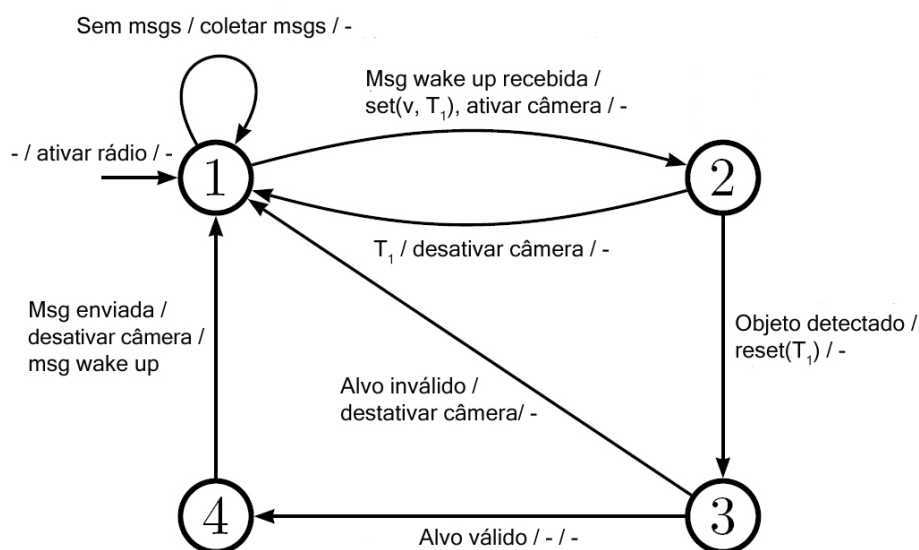 Sem msgs / coletar msgs / -
Msg wake up recebida /
set(v, T₁), ativar câmera / -
- / ativar rádio / -
1
2
T₁ / desativar câmera / -
Msg enviada /
desativar câmera /
msg wake up
Objeto detectado /
reset(T₁) / -
Alvo inválido /
destativar câmera/ -
4
3
Alvo válido / - / -